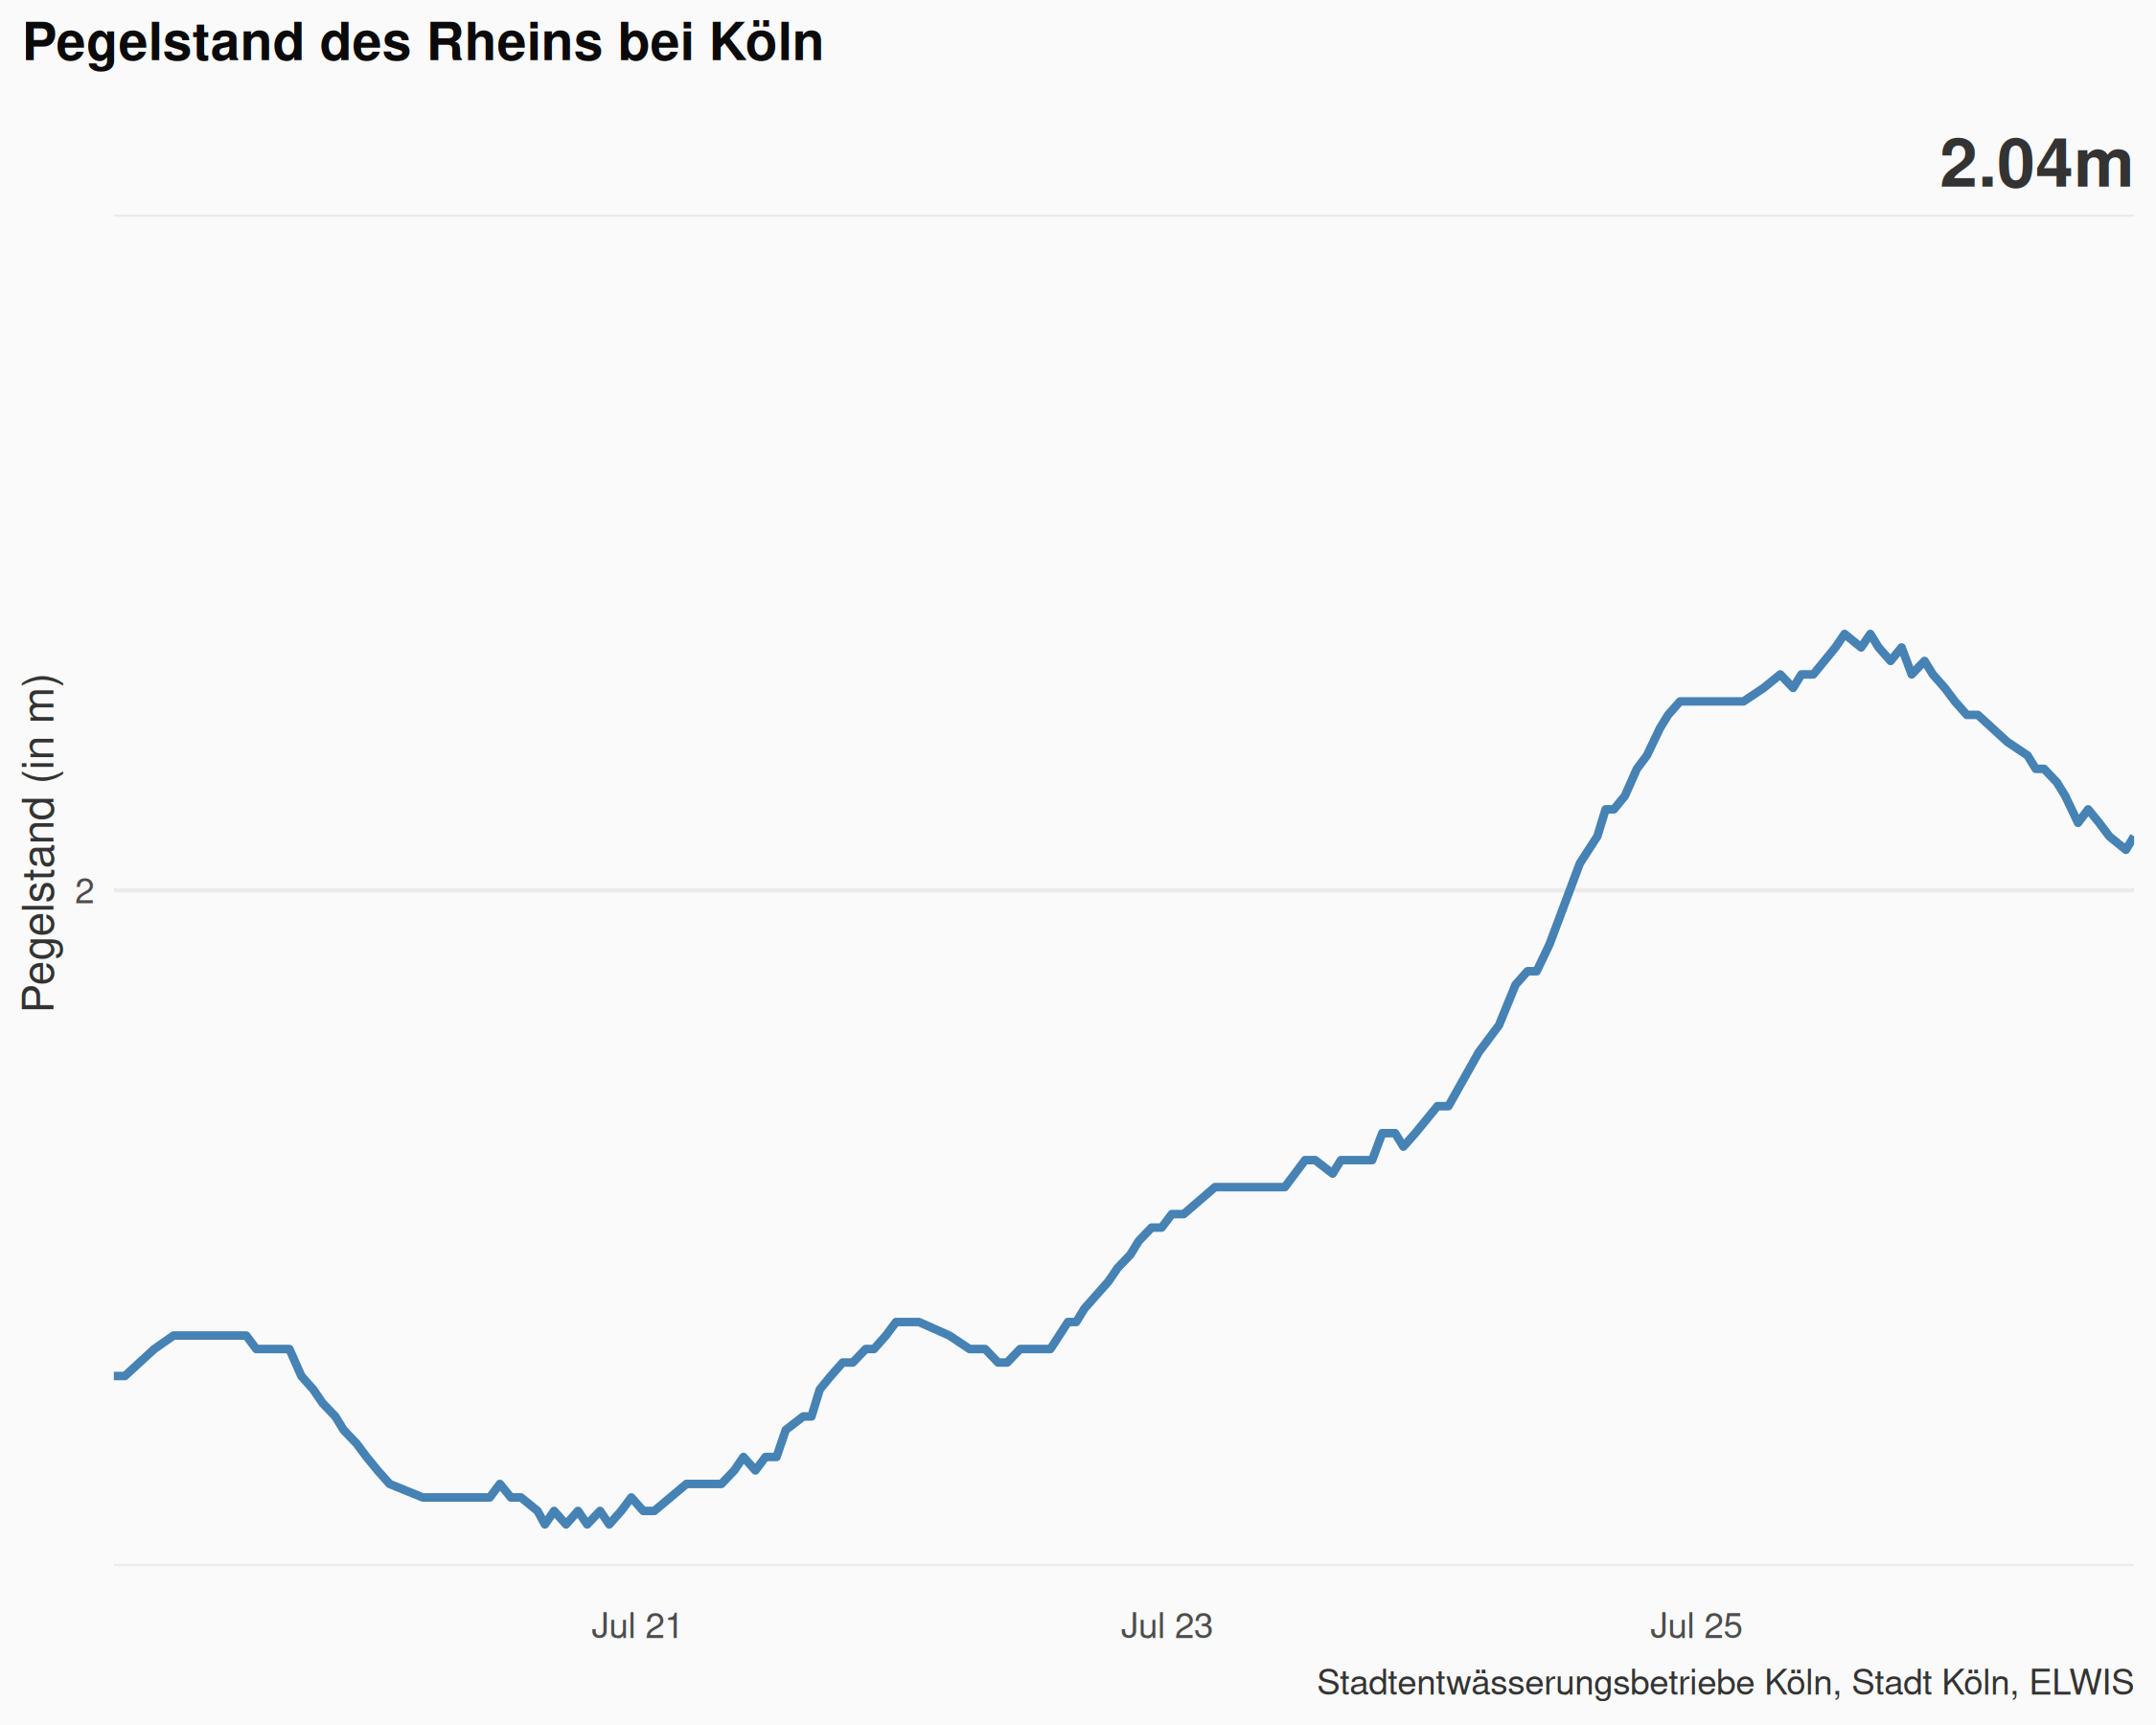 Pegelstand des Rheins bei Köln
2.04m
Pegelstand (in m)
2
Jul 21
Jul 23
Jul 25
Stadtentwässerungsbetriebe Köln, Stadt Köln, ELWIS